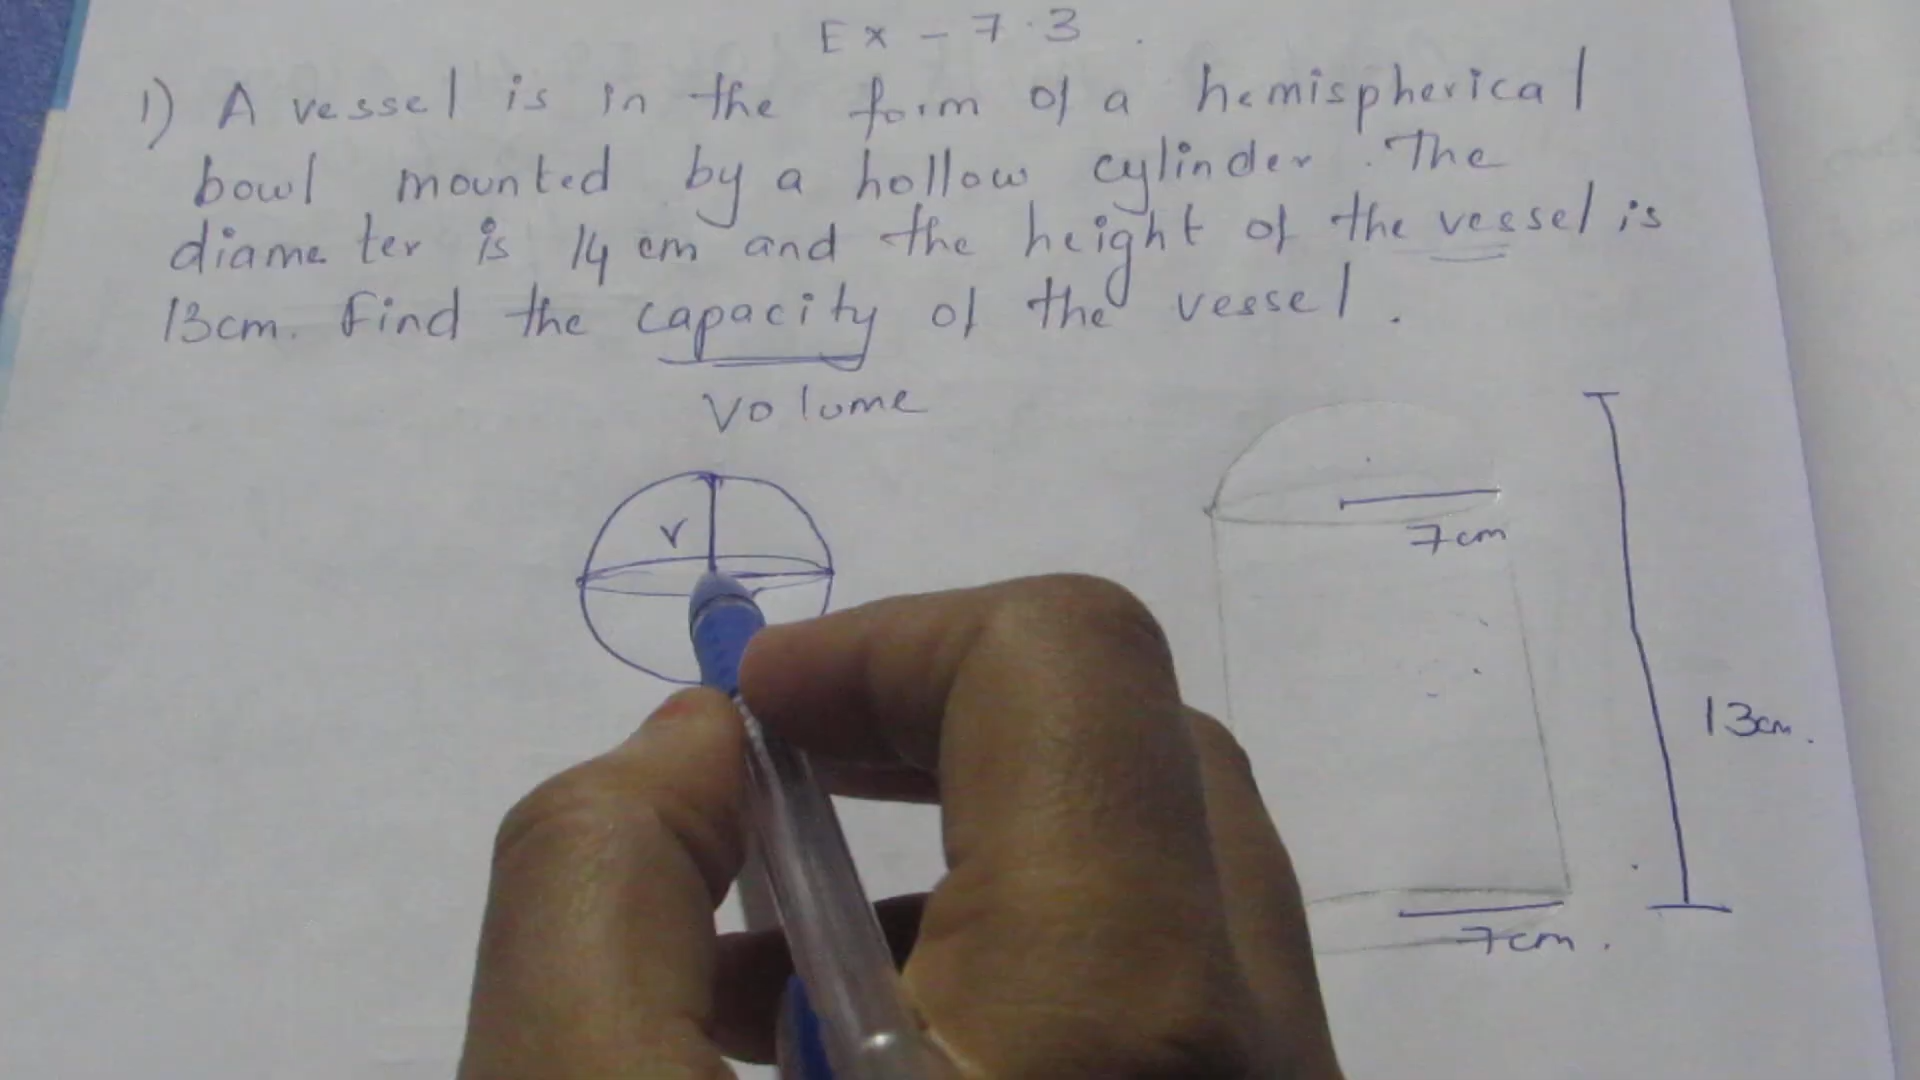 Ex - 7.3
1) A vessel is in the form of a hemispherical
bowl mounted by a hollow cylinder. The
diameter is 14 cm and the height of the vessel is
13cm. Find the capacity of the vessel.
Volume
r
7cm
13cm.
7cm.